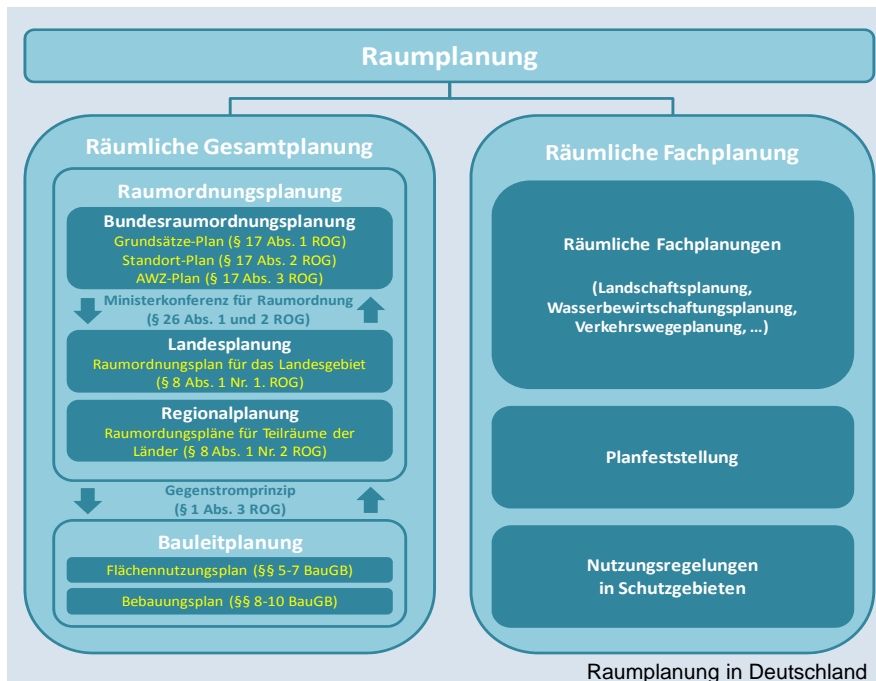 Raumplanung
Räumliche Gesamtplanung
Raumordnungsplanung
Bundesraumordnungsplanung
Grundsätze-Plan (§ 17 Abs. 1 ROG)
Standort-Plan (§ 17 Abs. 2 ROG)
AWZ-Plan (§ 17 Abs. 3 ROG)
Ministerkonferenz für Raumordnung
(§ 26 Abs. 1 und 2 ROG)
Landesplanung
Raumordnungsplan für das Landesgebiet
(§ 8 Abs. 1 Nr. 1. ROG)
Regionalplanung
Raumordungspläne für Teilräume der
Länder (§ 8 Abs. 1 Nr. 2 ROG)
Gegenstromprinzip
(§ 1 Abs. 3 ROG)
Bauleitplanung
Flächennutzungsplan (§§ 5-7 BauGB)
Bebauungsplan (§§ 8-10 BauGB)
Räumliche Fachplanung
Räumliche Fachplanungen
(Landschaftsplanung,
Wasserbewirtschaftungsplanung,
Verkehrswegeplanung, ...)
Planfeststellung
Nutzungsregelungen
in Schutzgebieten
Raumplanung in Deutschland